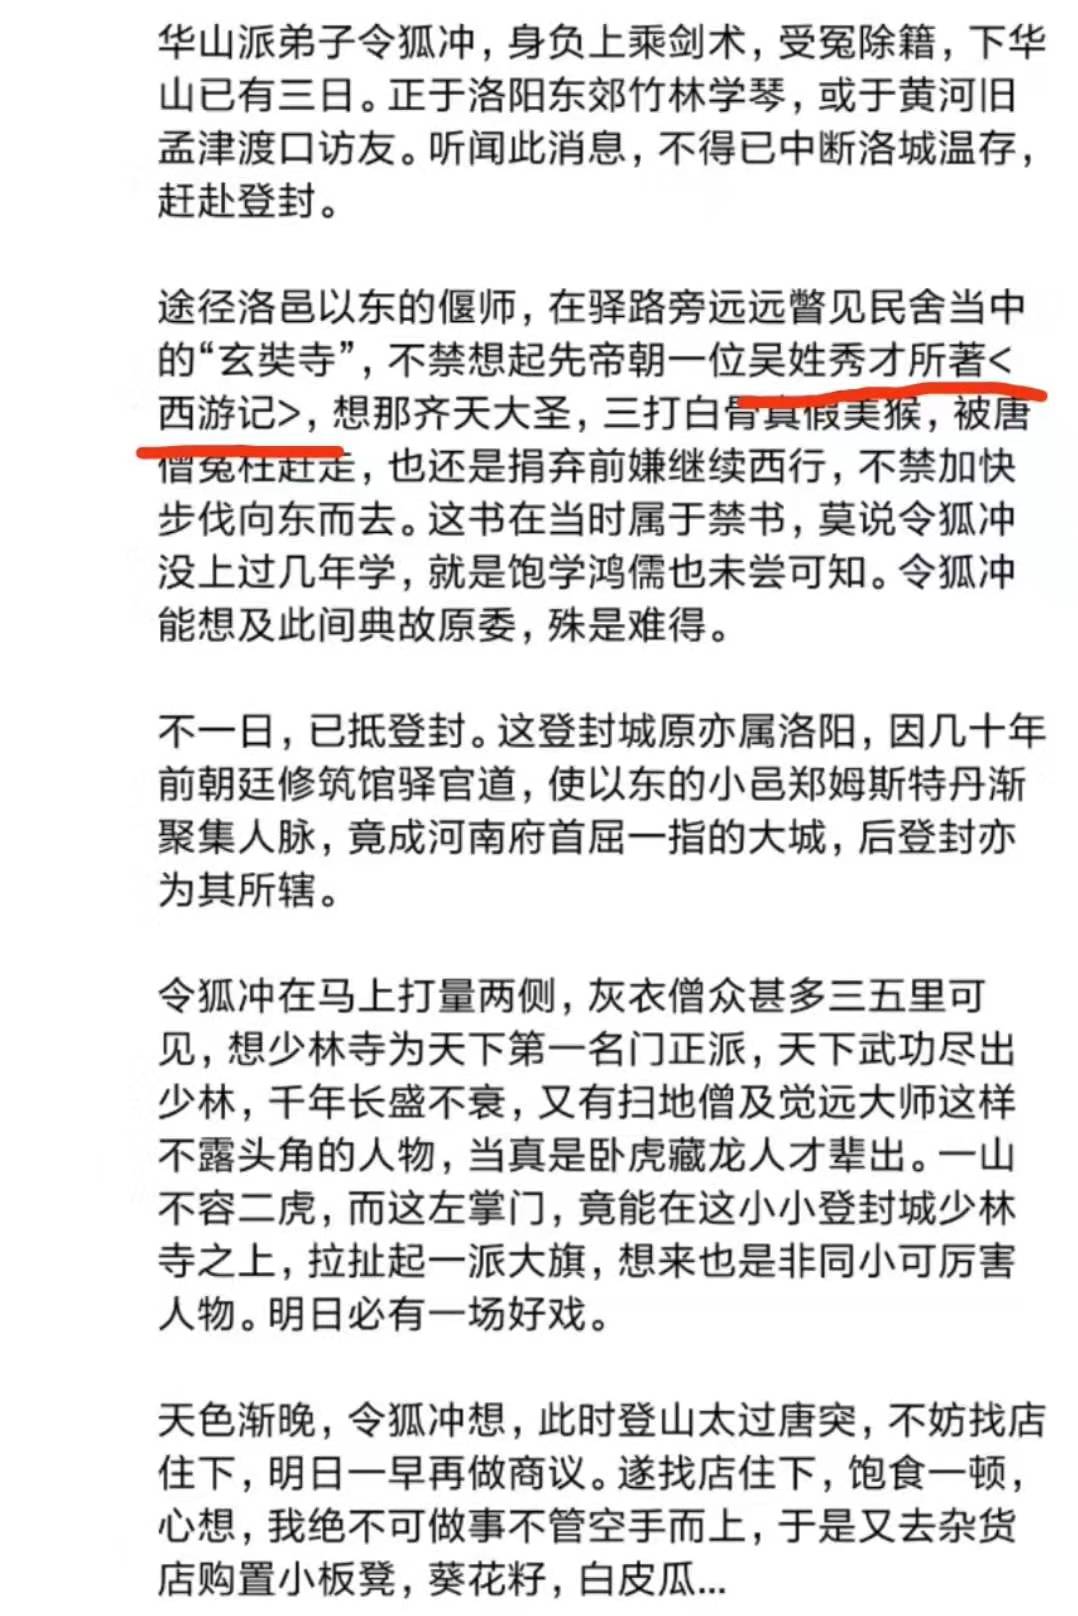 华山派弟子令狐冲，身负上乘剑术，受冤除籍，下华
山已有三日。正于洛阳东郊竹林学琴，或于黄河旧
孟津渡口访友。听闻此消息，不得已中断洛城温存，
赶赴登封。
途径洛邑以东的偃师，在驿路旁远远瞥见民舍当中
的“玄奘寺”，不禁想起先帝朝一位吴姓秀才所著<
西游记>，想那齐天大圣，三打白骨真假美猴，被唐
僧冤枉赶走，也还是捐弃前嫌继续西行，不禁加快
步伐向东而去。这书在当时属于禁书，莫说令狐冲
没上过几年学，就是饱学鸿儒也未尝可知。令狐冲
能想及此间典故原委，殊是难得。
不一日，已抵登封。这登封城原亦属洛阳，因几十年
前朝廷修筑馆驿官道，使以东的小邑郑姆斯特丹渐
聚集人脉，竟成河南府首屈一指的大城，后登封亦
为其所辖。
令狐冲在马上打量两侧，灰衣僧众甚多三五里可
见，想少林寺为天下第一名门正派，天下武功尽出
少林，千年长盛不衰，又有扫地僧及觉远大师这样
不露头角的人物，当真是卧虎藏龙人才辈出。一山
不容二虎，而这左掌门，竟能在这小小登封城少林
寺之上，拉扯起一派大旗，想来也是非同小可厉害
人物。明日必有一场好戏。
天色渐晚，令狐冲想，此时登山太过唐突，不妨找店
住下，明日一早再做商议。遂找店住下，饱食一顿，
心想，我绝不可做事不管空手而上，于是又去杂货
店购置小板凳，葵花籽，白皮瓜...